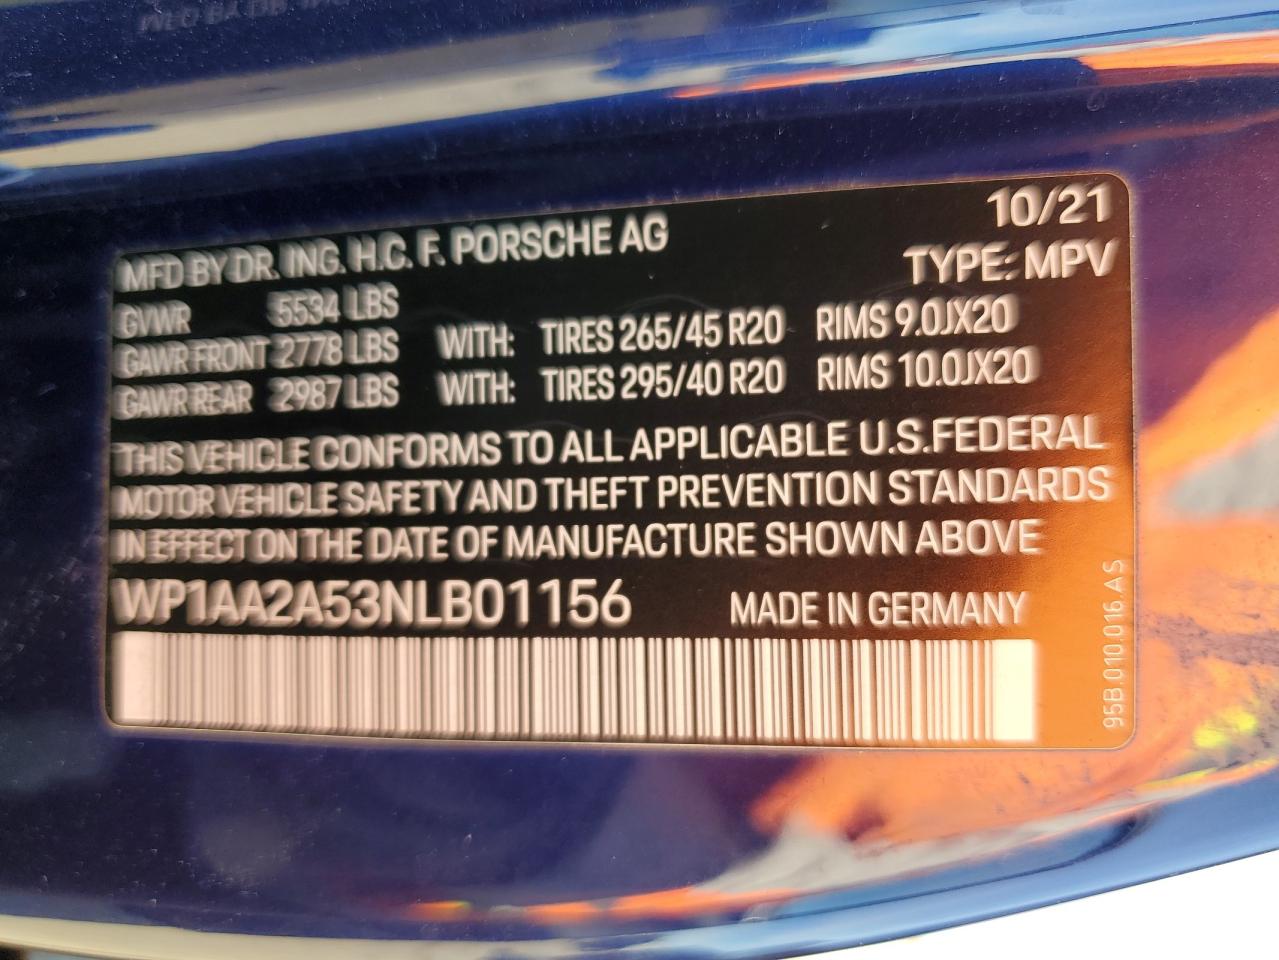 MFD BY DR. ING. H.C. F. PORSCHE AG
10/21
TYPE: MPV
GVWR 5534 LBS
GAWR FRONT 2778 LBS WITH: TIRES 265/45 R20 RIMS 9.0JX20
GAWR REAR 2987 LBS WITH: TIRES 295/40 R20 RIMS 10.0JX20
THIS VEHICLE CONFORMS TO ALL APPLICABLE U.S.FEDERAL
MOTOR VEHICLE SAFETY AND THEFT PREVENTION STANDARDS
IN EFFECT ON THE DATE OF MANUFACTURE SHOWN ABOVE
WP1AA2A53NLB01156 MADE IN GERMANY
95B.010.016.AS